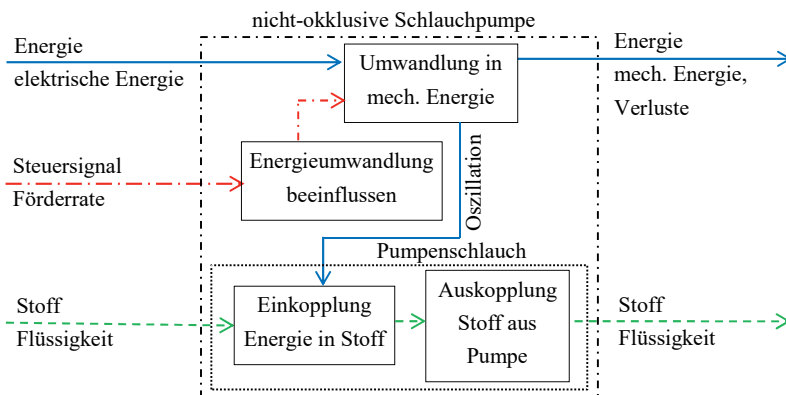 nicht-okklusive Schlauchpumpe
Energie
elektrische Energie
Umwandlung in
mech. Energie
Energie
mech. Energie,
Verluste
Steuersignal
Förderrate
Energieumwandlung
beeinflussen
Oszillation
Pumpenschlauch
Stoff
Flüssigkeit
Einkopplung
Energie in Stoff
Auskopplung
Stoff aus
Pumpe
Stoff
Flüssigkeit